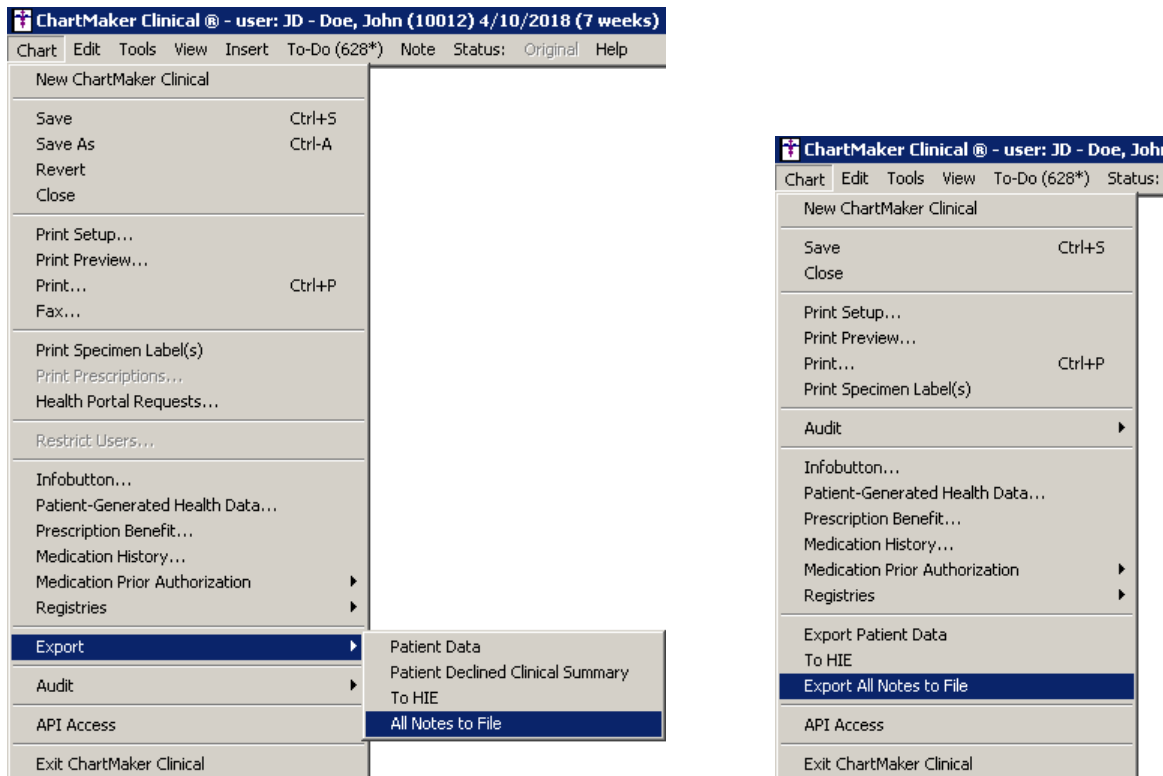 ChartMaker Clinical ® - user: JD - Doe, John (10012) 4/10/2018 (7 weeks)
Chart Edit Tools View Insert To-Do (628*) Note Status: Original Help
New ChartMaker Clinical
Save Ctrl+S
Save As Ctrl-A
Revert
Close
Print Setup...
Print Preview...
Print... Ctrl+P
Fax...
Print Specimen Label(s)
Print Prescriptions...
Health Portal Requests...
Restrict Users...
Infobutton...
Patient-Generated Health Data...
Prescription Benefit...
Medication History...
Medication Prior Authorization
Registries
Export
Patient Data
Patient Declined Clinical Summary
To HIE
All Notes to File
Audit
API Access
Exit ChartMaker Clinical
ChartMaker Clinical ® - user: JD - Doe, John
Chart Edit Tools View To-Do (628*) Status:
New ChartMaker Clinical
Save Ctrl+S
Close
Print Setup...
Print Preview...
Print... Ctrl+P
Print Specimen Label(s)
Audit
Infobutton...
Patient-Generated Health Data...
Prescription Benefit...
Medication History...
Medication Prior Authorization
Registries
Export Patient Data
To HIE
Export All Notes to File
API Access
Exit ChartMaker Clinical